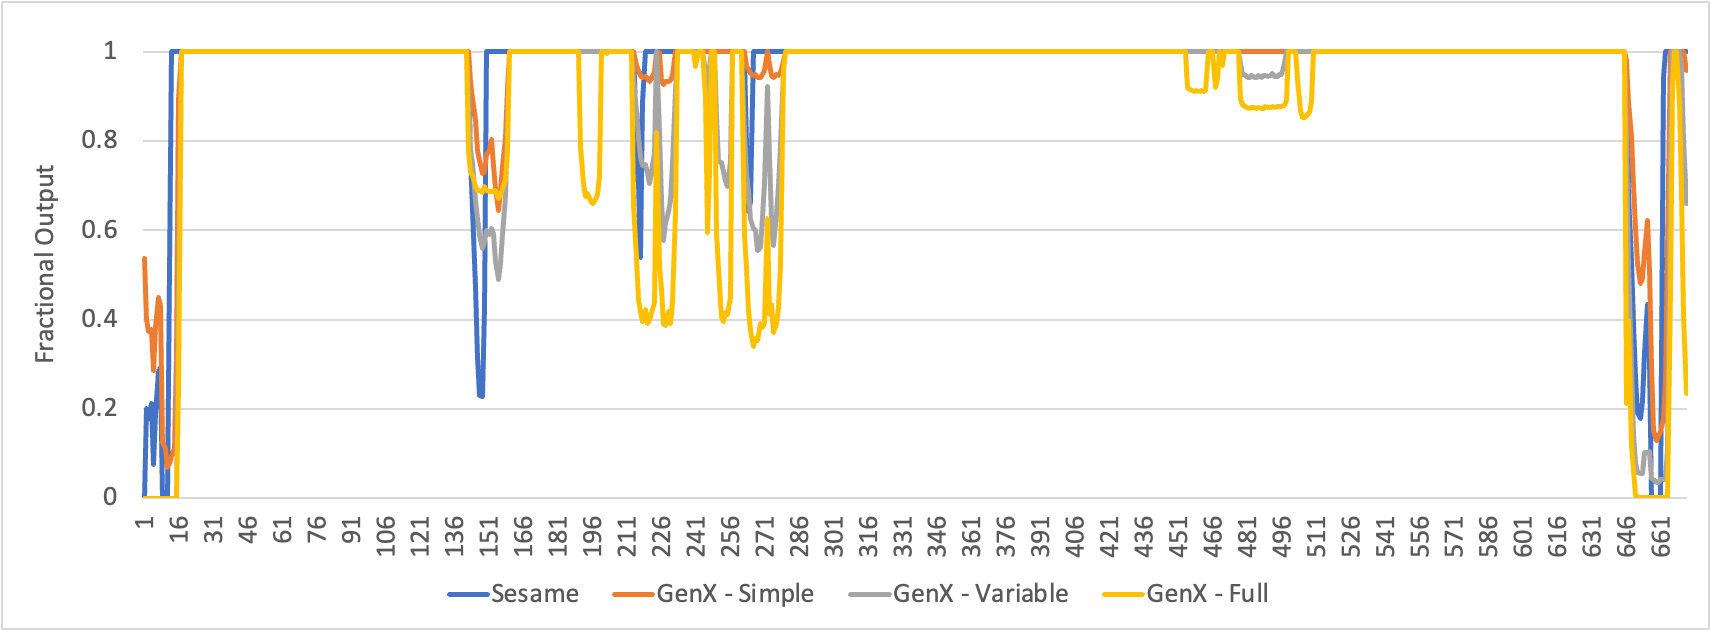 Fractional Output
1
0.8
0.6
0.4
0.2
0
1 16 31 46 61 76 91 106 121 136 151 166 181 196 211 226 241 256 271 286 301 316 331 346 361 376 391 406 421 436 451 466 481 496 511 526 541 556 571 586 601 616 631 646 661
Sesame GenX - Simple GenX - Variable GenX - Full